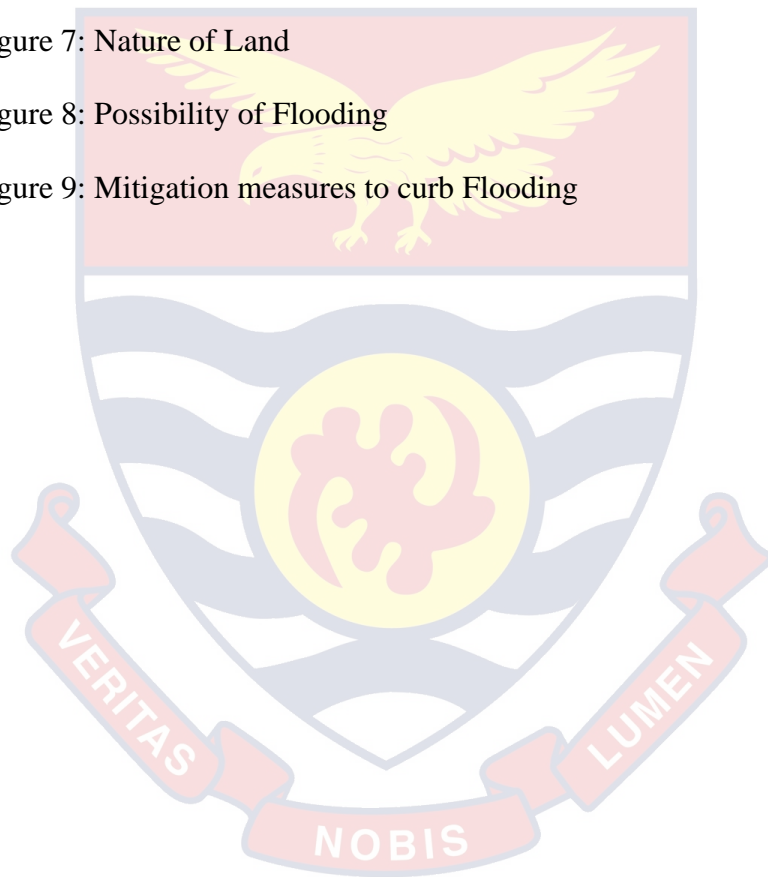 gure 7: Nature of Land
gure 8: Possibility of Flooding
gure 9: Mitigation measures to curb Flooding
VERITAS
NOBIS
LUMEN